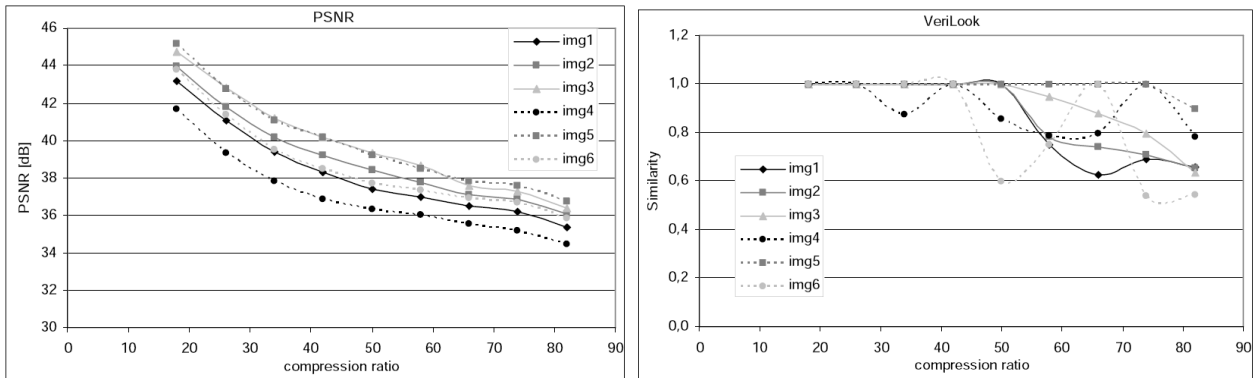 PSNR
46
44
42
40
38
36
34
32
30
PSNR [dB]
0 10 20 30 40 50 60 70 80 90
compression ratio
img1
img2
img3
img4
img5
img6
VeriLook
1,2
1,0
0,8
0,6
0,4
0,2
0,0
Similarity
0 10 20 30 40 50 60 70 80 90
compression ratio
img1
img2
img3
img4
img5
img6